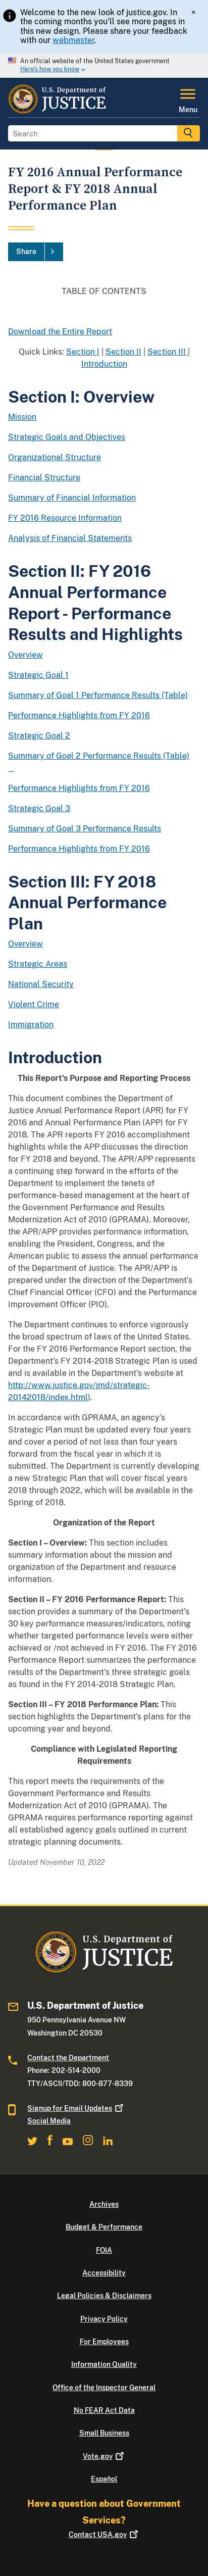 Welcome to the new look of justice.gov. In
the coming months you'll see more pages in
this new design. Please share your feedback
with our webmaster.
×
An official website of the United States government
Here's how you know
U.S. Department of
JUSTICE
Menu
Search
FY 2016 Annual Performance
Report & FY 2018 Annual
Performance Plan
Share
TABLE OF CONTENTS
Download the Entire Report
Quick Links: Section I | Section II | Section III |
Introduction
Section I: Overview
Mission
Strategic Goals and Objectives
Organizational Structure
Financial Structure
Summary of Financial Information
FY 2016 Resource Information
Analysis of Financial Statements
Section II: FY 2016
Annual Performance
Report - Performance
Results and Highlights
Overview
Strategic Goal 1
Summary of Goal 1 Performance Results (Table)
Performance Highlights from FY 2016
Strategic Goal 2
Summary of Goal 2 Performance Results (Table)
Performance Highlights from FY 2016
Strategic Goal 3
Summary of Goal 3 Performance Results
Performance Highlights from FY 2016
Section III: FY 2018
Annual Performance
Plan
Overview
Strategic Areas
National Security
Violent Crime
Immigration
Introduction
This Report's Purpose and Reporting Process
This document combines the Department of
Justice Annual Performance Report (APR) for FY
2016 and Annual Performance Plan (APP) for FY
2018. The APR reports FY 2016 accomplishment
highlights while the APP discusses the direction
for FY 2018 and beyond. The APR/APP represents
a continuing step forward in the efforts of the
Department to implement the tenets of
performance-based management at the heart of
the Government Performance and Results
Modernization Act of 2010 (GPRAMA). Moreover,
the APR/APP provides performance information,
enabling the President, Congress, and the
American public to assess the annual performance
of the Department of Justice. The APR/APP is
prepared under the direction of the Department's
Chief Financial Officer (CFO) and the Performance
Improvement Officer (PIO).
The Department continues to enforce vigorously
the broad spectrum of laws of the United States.
For the FY 2016 Performance Report section, the
Department's FY 2014-2018 Strategic Plan is used
and is available in the Department's website at
http://www.justice.gov/jmd/strategic-
20142018/index.html).
In accordance with GPRAMA, an agency's
Strategic Plan must be updated every four years
and cover a period of not less than four years
forward from the fiscal year in which it is
submitted. The Department is currently developing
a new Strategic Plan that will cover fiscal year
2018 through 2022, which will be available in
Spring of 2018.
Organization of the Report
Section I – Overview: This section includes
summary information about the mission and
organization of the Department and resource
information.
Section II – FY 2016 Performance Report: This
section provides a summary of the Department's
30 key performance measures/indicators, noting
whether targeted performance levels were
achieved or /not achieved in FY 2016. The FY 2016
Performance Report summarizes the results of the
Department's performance; the strategic goals
are found in the FY 2014-2018 Strategic Plan.
Section III – FY 2018 Performance Plan: This
section highlights the Department's plans for the
upcoming year and beyond.
Compliance with Legislated Reporting
Requirements
This report meets the requirements of the
Government Performance and Results
Modernization Act of 2010 (GPRAMA). The
GPRAMA requires performance reporting against
all established agency goals outlined in current
strategic planning documents.
Updated November 10, 2022
U.S. Department of
JUSTICE
U.S. Department of Justice
950 Pennsylvania Avenue NW
Washington DC 20530
Contact the Department
Phone: 202-514-2000
TTY/ASCII/TDD: 800-877-8339
Signup for Email Updates
Social Media
Archives
Budget & Performance
FOIA
Accessibility
Legal Policies & Disclaimers
Privacy Policy
For Employees
Information Quality
Office of the Inspector General
No FEAR Act Data
Small Business
Vote.gov
Español
Have a question about Government
Services?
Contact USA.gov